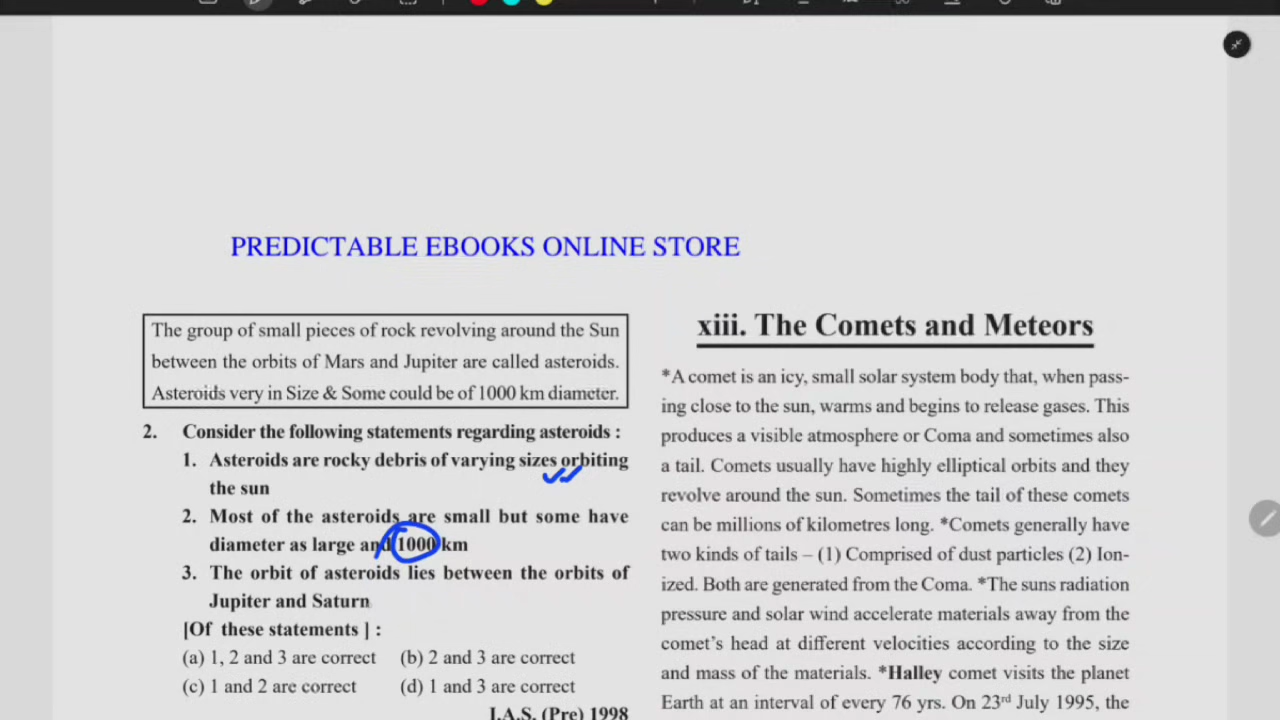 PREDICTABLE EBOOKS ONLINE STORE
The group of small pieces of rock revolving around the Sun
between the orbits of Mars and Jupiter are called asteroids.
Asteroids very in Size & Some could be of 1000 km diameter.
2. Consider the following statements regarding asteroids :
1. Asteroids are rocky debris of varying sizes orbiting
the sun
2. Most of the asteroids are small but some have
diameter as large and 1000 km
3. The orbit of asteroids lies between the orbits of
Jupiter and Saturn
[Of these statements ] :
(a) 1, 2 and 3 are correct (b) 2 and 3 are correct
(c) 1 and 2 are correct (d) 1 and 3 are correct
I.A.S. (Pre) 1998
xiii. The Comets and Meteors
*A comet is an icy, small solar system body that, when pass-
ing close to the sun, warms and begins to release gases. This
produces a visible atmosphere or Coma and sometimes also
a tail. Comets usually have highly elliptical orbits and they
revolve around the sun. Sometimes the tail of these comets
can be millions of kilometres long. *Comets generally have
two kinds of tails – (1) Comprised of dust particles (2) Ion-
ized. Both are generated from the Coma. *The suns radiation
pressure and solar wind accelerate materials away from the
comet's head at different velocities according to the size
and mass of the materials. *Halley comet visits the planet
Earth at an interval of every 76 yrs. On 23rd July 1995, the